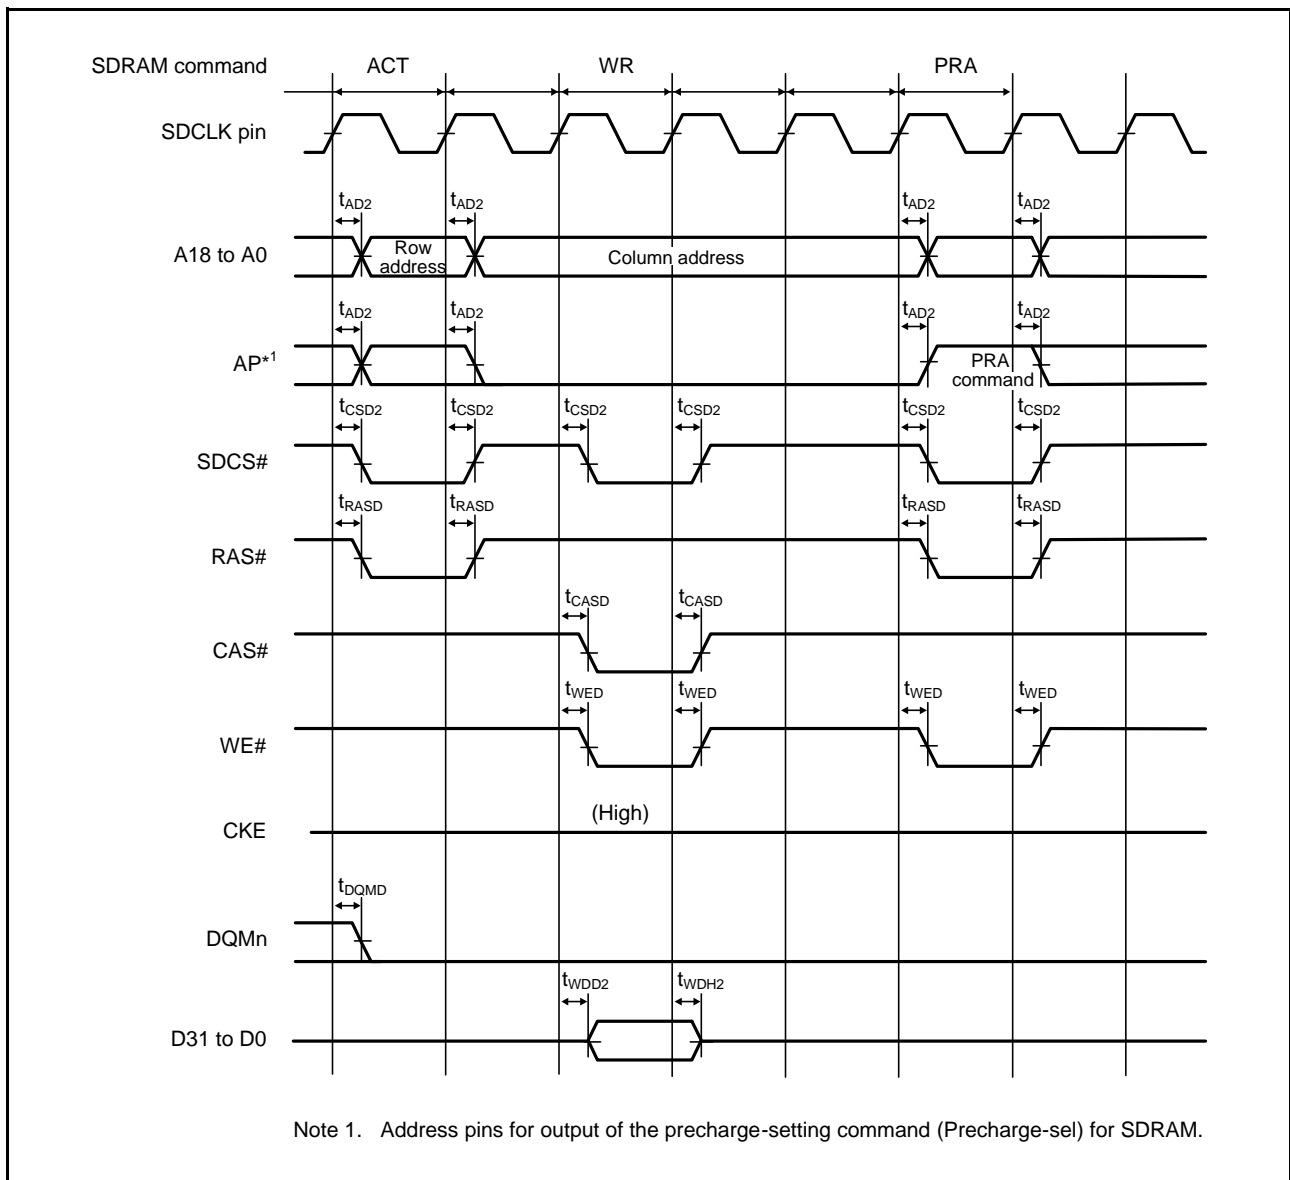 SDRAM command ACT WR PRA
SDCLK pin
tAD2 tAD2 tAD2 tAD2
A18 to A0 Row address Column address
tAD2 tAD2 tAD2 tAD2
AP*1 PRA command
tCSD2 tCSD2 tCSD2 tCSD2 tCSD2 tCSD2
SDCS#
tRASD tRASD tRASD tRASD
RAS#
tCASD tCASD
CAS#
tWED tWED tWED tWED
WE#
(High)
CKE
tDQMD
DQMn
tWDD2 tWDH2
D31 to D0
Note 1. Address pins for output of the precharge-setting command (Precharge-sel) for SDRAM.